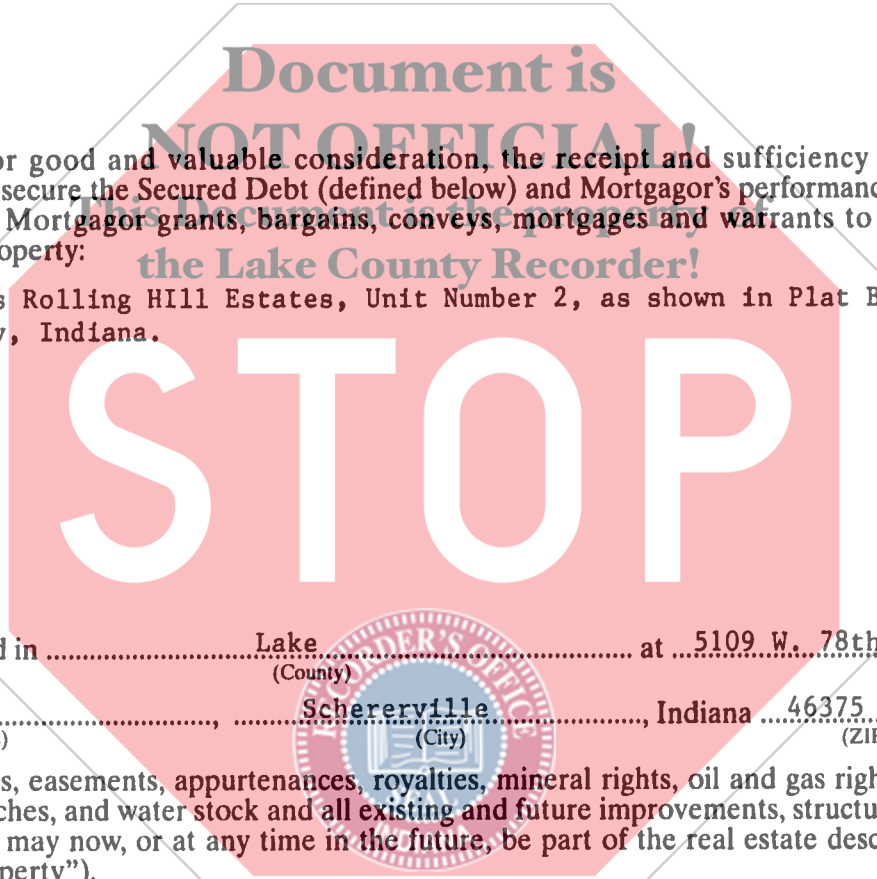 Document is
NOT OFFICIAL!
or good and valuable consideration, the receipt and sufficiency
secure the Secured Debt (defined below) and Mortgagor's performanc
Mortgagor grants, bargains, conveys, mortgages and warrants to
This Document is the property of
operty:
the Lake County Recorder!
s Rolling HIll Estates, Unit Number 2, as shown in Plat B
y, Indiana.
STOP
d in Lake at 5109 W. 78th
(County)
RECORDER'S OFFICE
, Schererville, Indiana 46375
) (City) (ZIP
s, easements, appurtenances, royalties, mineral rights, oil and gas righ
ches, and water stock and all existing and future improvements, structu
SEAL
may now, or at any time in the future, be part of the real estate desc
INDIANA
perty").